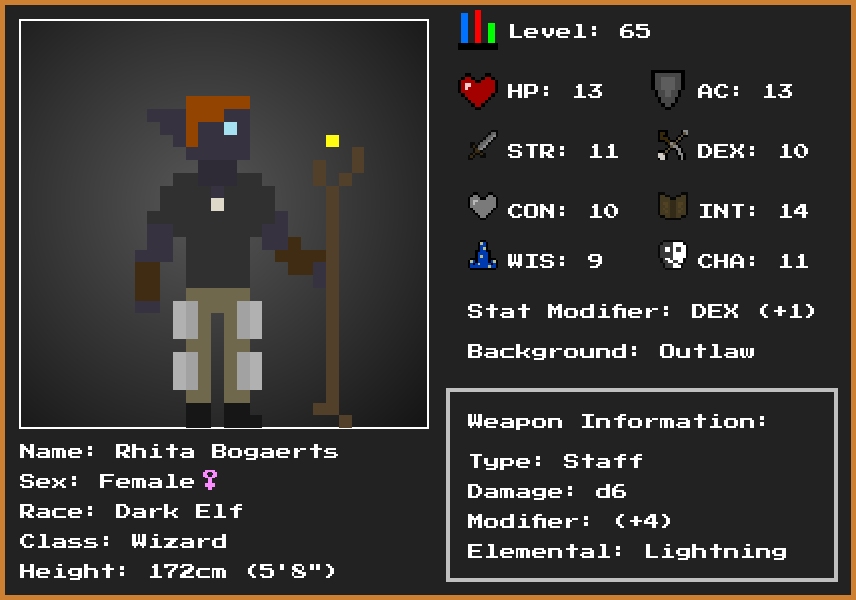 Level: 65
HP: 13
AC: 13
STR: 11
DEX: 10
CON: 10
INT: 14
WIS: 9
CHA: 11
Stat Modifier: DEX (+1)
Background: Outlaw
Weapon Information:
Type: Staff
Damage: d6
Modifier: (+4)
Elemental: Lightning
Name: Rhita Bogaerts
Sex: Female♀
Race: Dark Elf
Class: Wizard
Height: 172cm (5'8")